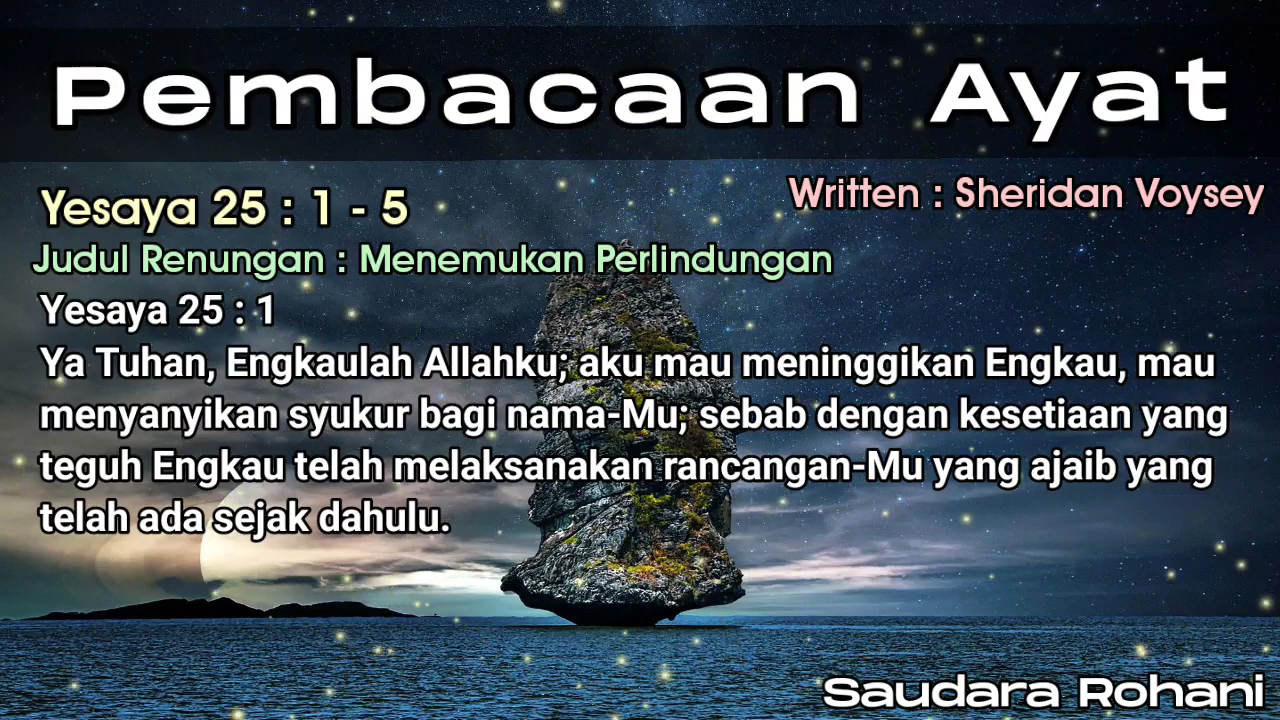 Pembacaan Ayat
Yesaya 25 : 1 - 5
Written : Sheridan Voysey
Judul Renungan : Menemukan Perlindungan
Yesaya 25 : 1
Ya Tuhan, Engkaulah Allahku; aku mau meninggikan Engkau, mau
menyanyikan syukur bagi nama-Mu; sebab dengan kesetiaan yang
teguh Engkau telah melaksanakan rancangan-Mu yang ajaib yang
telah ada sejak dahulu.
Saudara Rohani